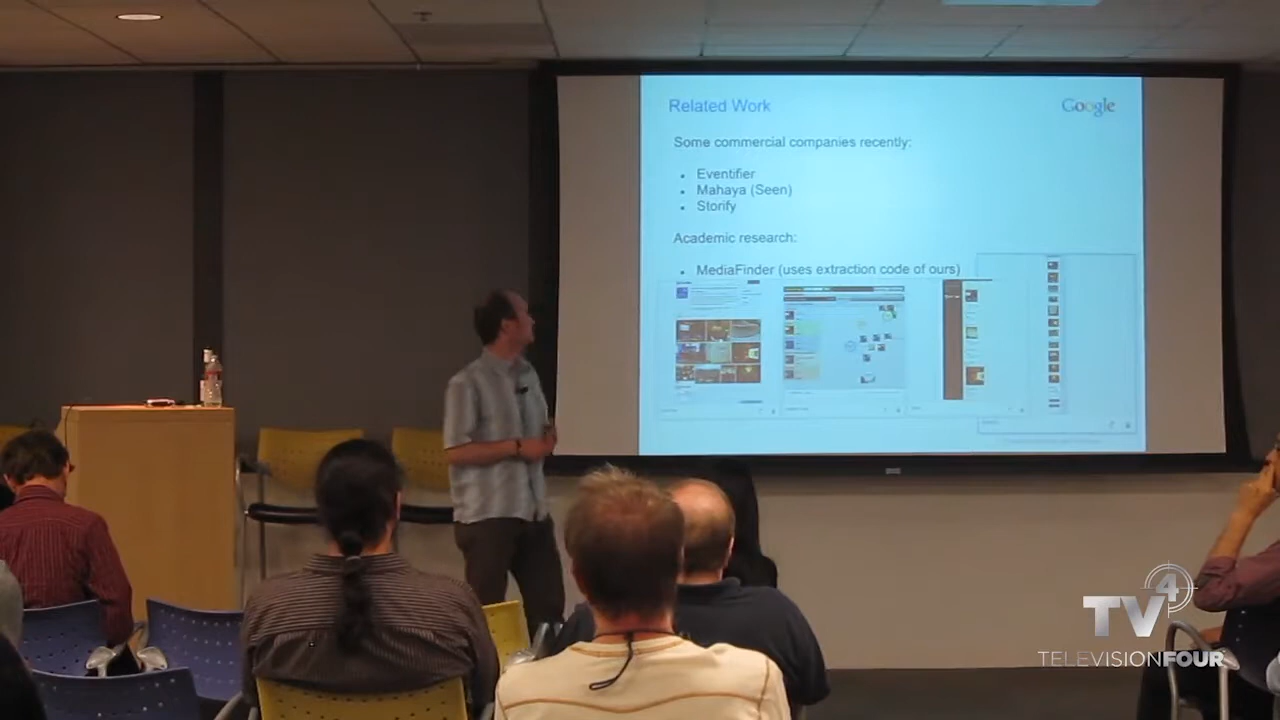 Related Work
Google
Some commercial companies recently:
• Eventifier
• Mahaya (Seen)
• Storify
Academic research:
• MediaFinder (uses extraction code of ours)
TV4
TELEVISIONFOUR